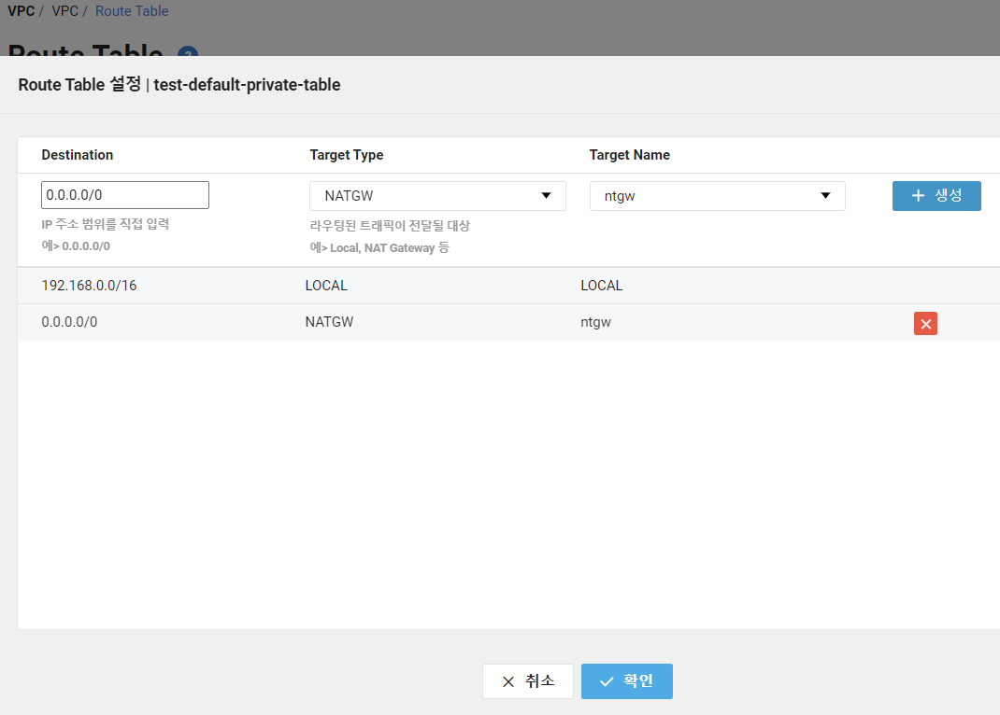 VPC / VPC / Route Table
Route Table ?
Route Table 설정 | test-default-private-table
Destination Target Type Target Name
0.0.0.0/0 NATGW ntgw + 생성
IP 주소 범위를 직접 입력 라우팅된 트래픽이 전달될 대상
예> 0.0.0.0/0 예> Local, NAT Gateway 등
192.168.0.0/16 LOCAL LOCAL
0.0.0.0/0 NATGW ntgw
취소 확인